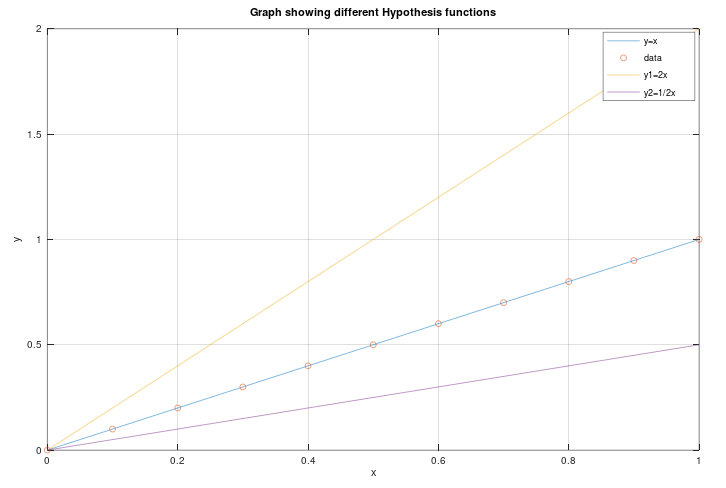 Graph showing different Hypothesis functions
y=x
data
y1=2x
y2=1/2x
2
1.5
1
0.5
0
y
0 0.2 0.4 0.6 0.8 1
x